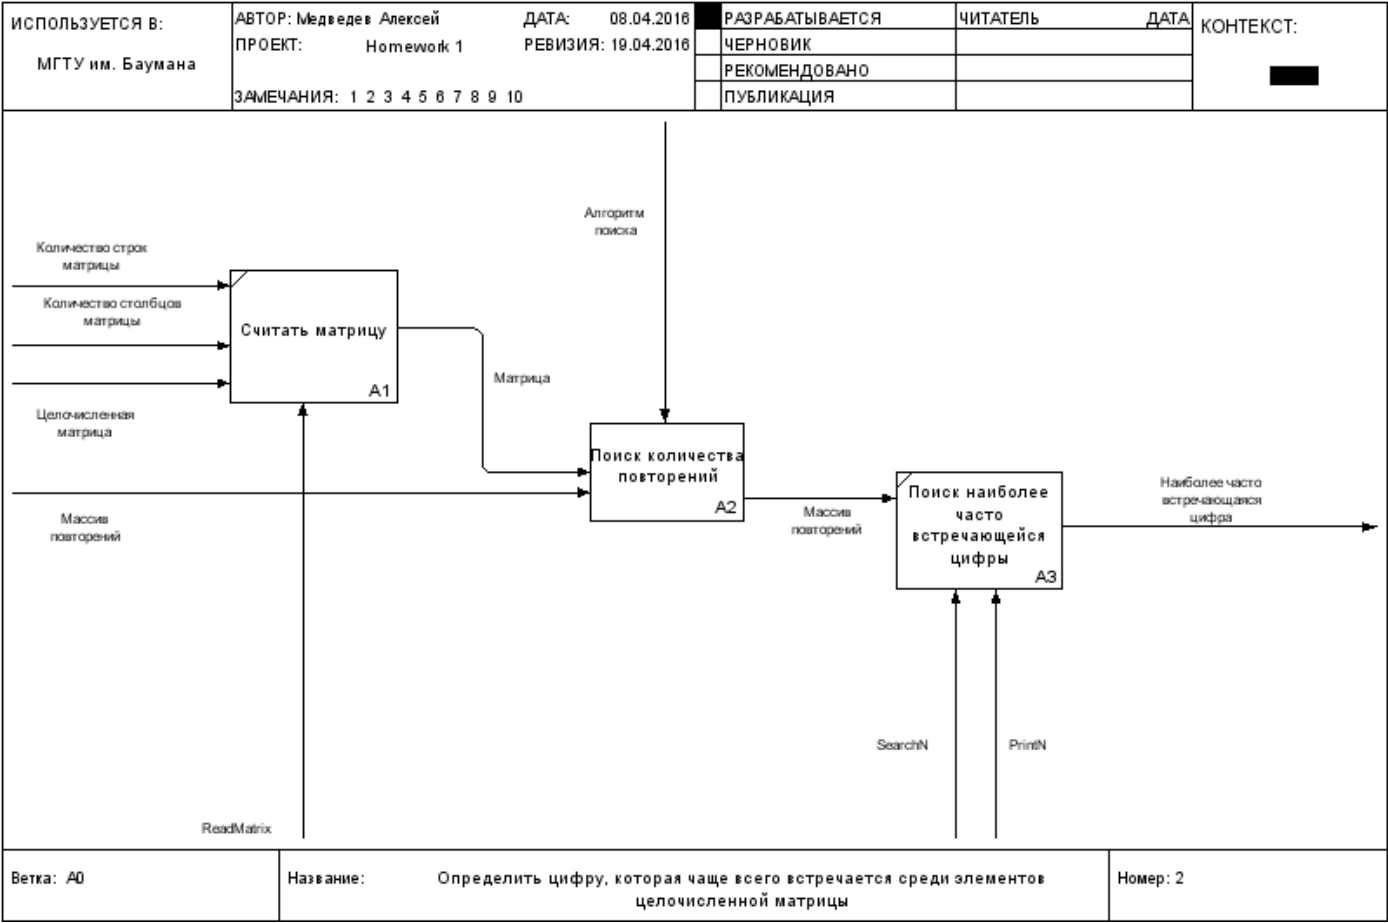 ИСПОЛЬЗУЕТСЯ В:
МГТУ им. Баумана
АВТОР: Медведев Алексей
ДАТА: 08.04.2016
ПРОЕКТ: Homework 1
РЕВИЗИЯ: 19.04.2016
ЗАМЕЧАНИЯ: 1 2 3 4 5 6 7 8 9 10
РАЗРАБАТЫВАЕТСЯ
ЧЕРНОВИК
РЕКОМЕНДОВАНО
ПУБЛИКАЦИЯ
ЧИТАТЕЛЬ
ДАТА
КОНТЕКСТ:
Алгоритм
поиска
Количество строк
матрицы
Количество столбцов
матрицы
Целочисленная
матрица
Считать матрицу
A1
Матрица
Массив
повторений
Поиск количества
повторений
A2
Массив
повторений
Поиск наиболее
часто
встречающейся
цифры
A3
Наиболее часто
встречающаяся
цифра
SearchN
PrintN
ReadMatrix
Ветка: A0
Название:
Определить цифру, которая чаще всего встречается среди элементов
целочисленной матрицы
Номер: 2